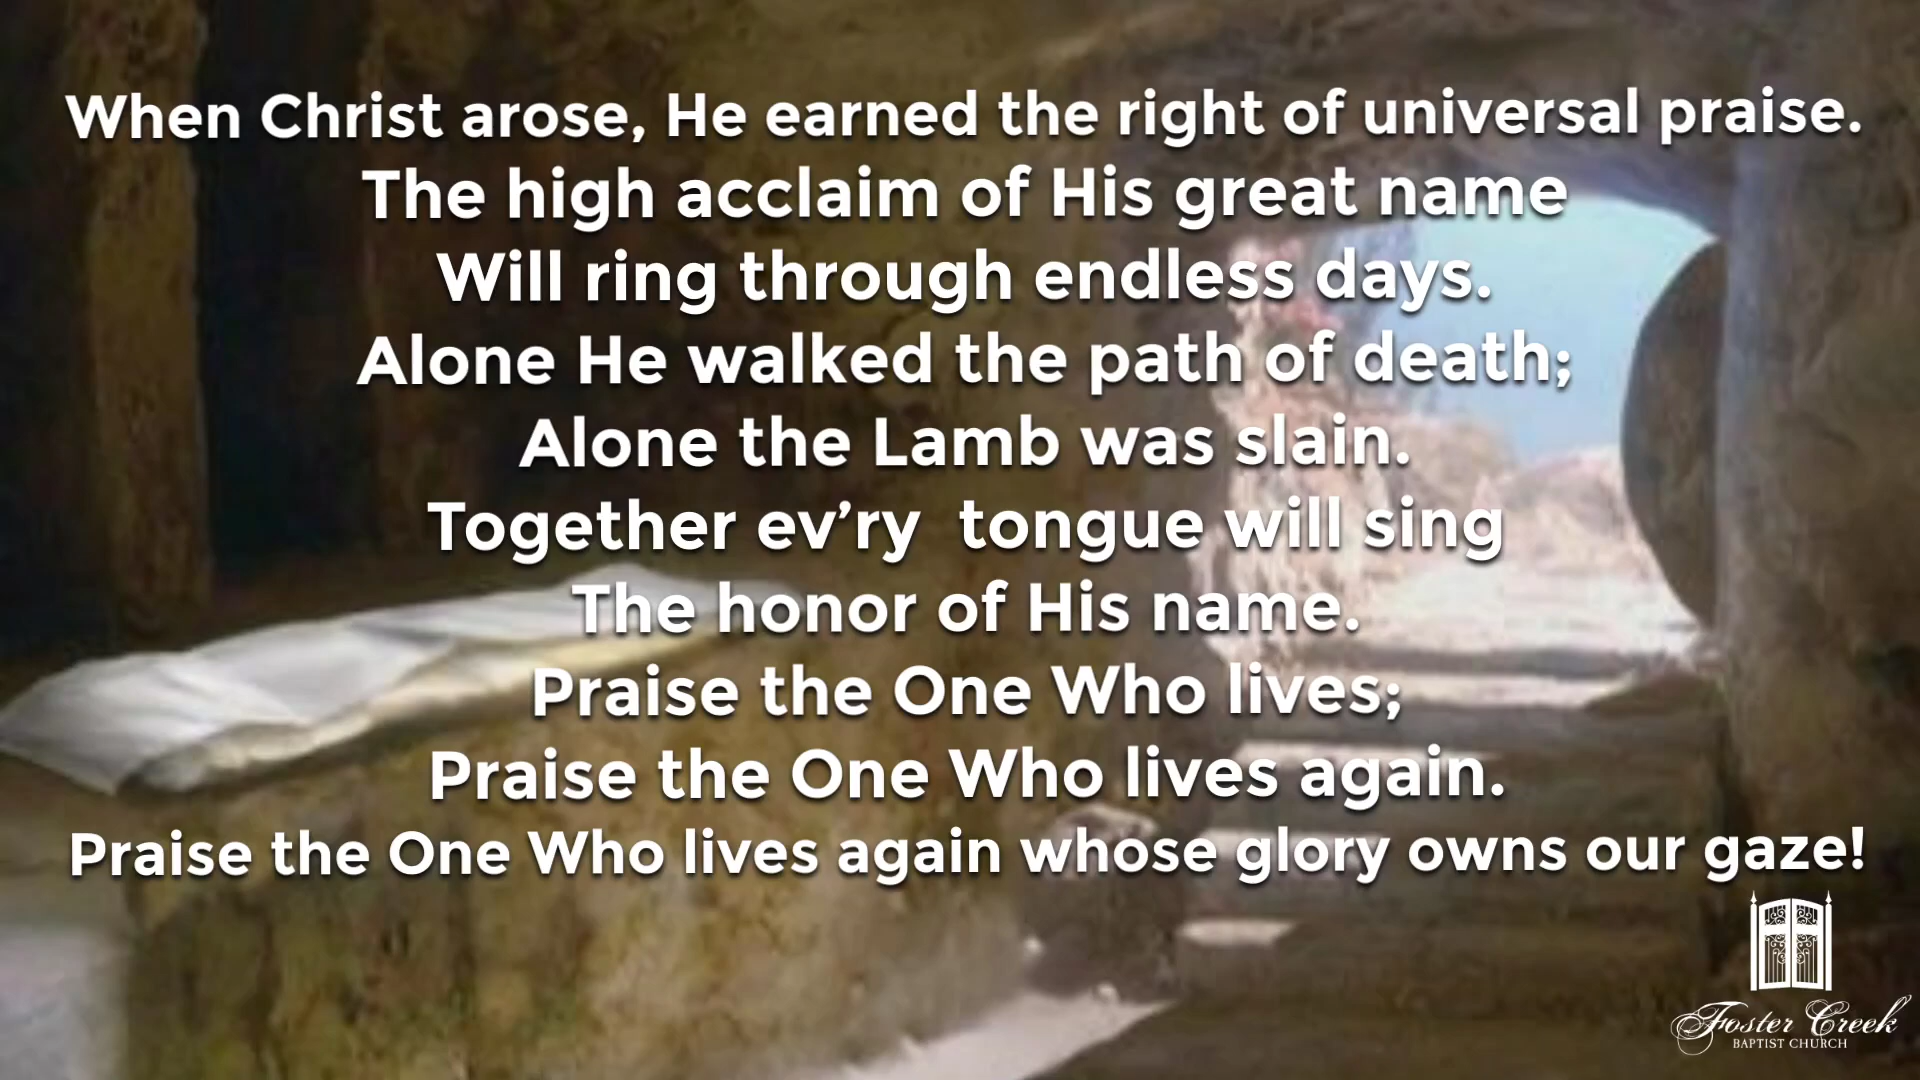 When Christ arose, He earned the right of universal praise.
The high acclaim of His great name
Will ring through endless days.
Alone He walked the path of death;
Alone the Lamb was slain.
Together ev’ry  tongue will sing
The honor of His name.
Praise the One Who lives;
Praise the One Who lives again.
Praise the One Who lives again whose glory owns our gaze!
Foster Creek
BAPTIST CHURCH